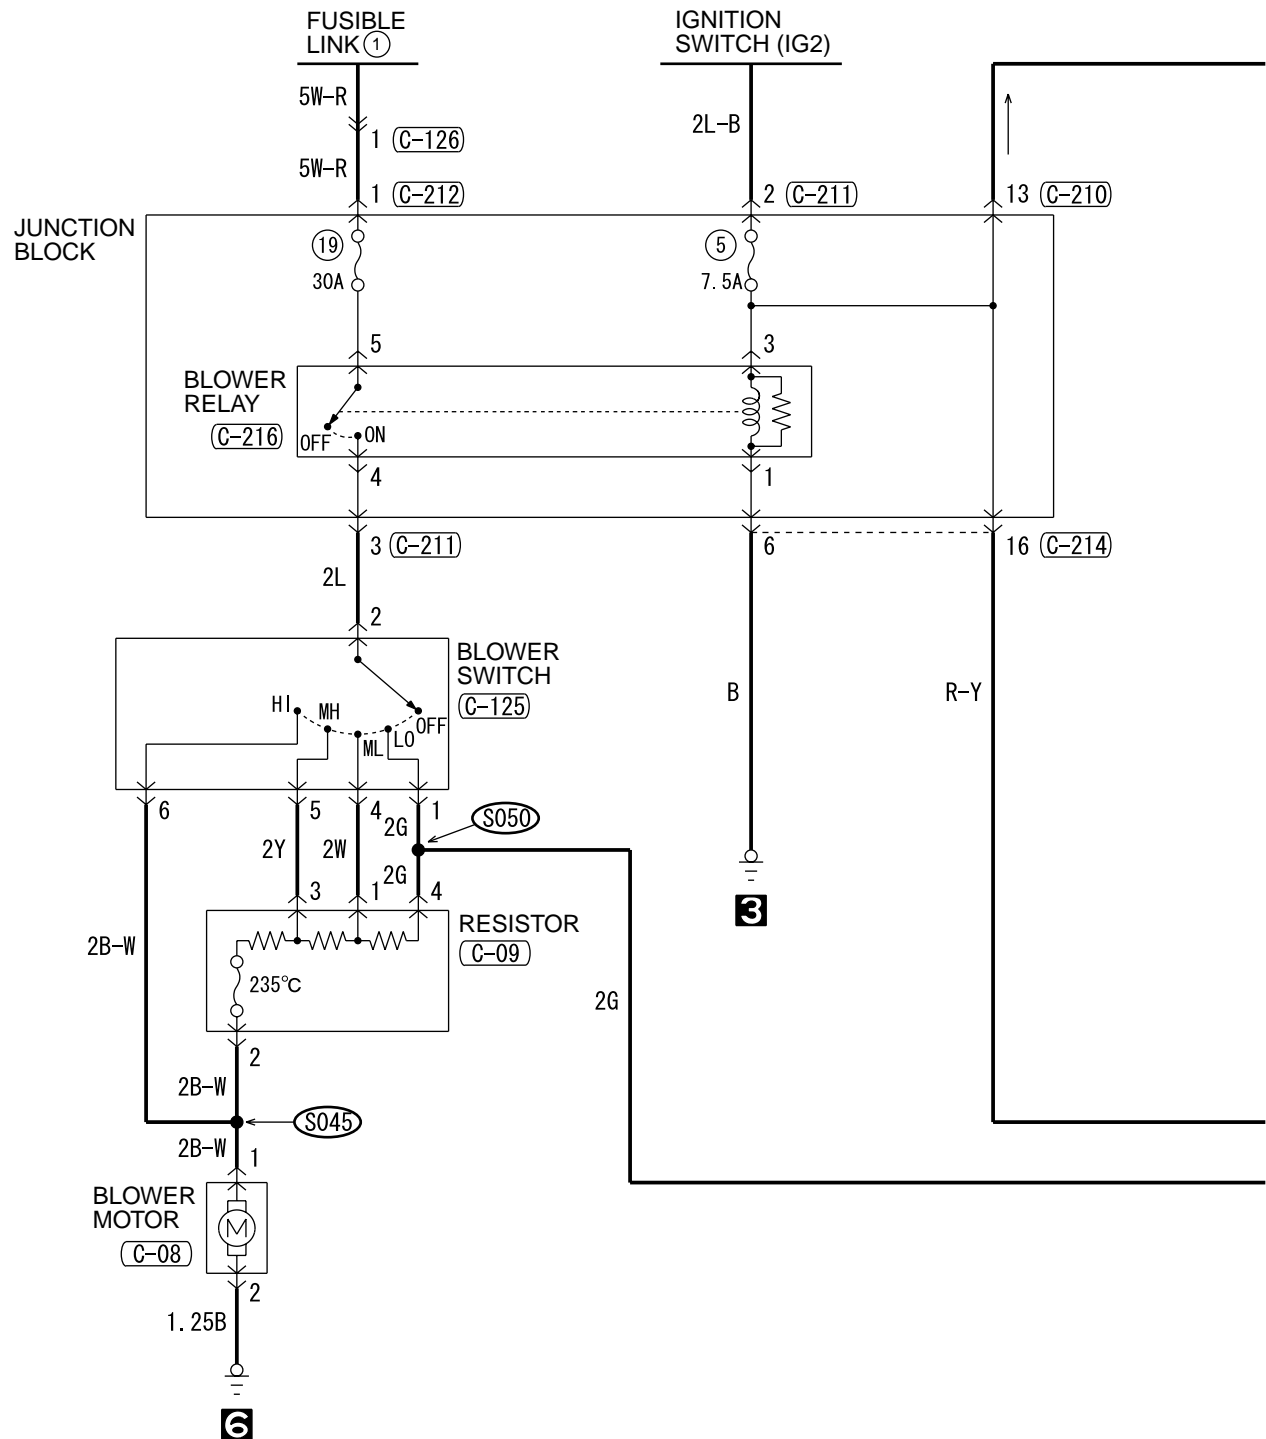 FUSIBLE
LINK 1
IGNITION
SWITCH (IG2)
5W-R
1 C-126
2L-B
5W-R
1 C-212
2 C-211
13 C-210
JUNCTION
BLOCK
19
30A
5
7.5A
5
3
BLOWER
RELAY
C-216
OFF
ON
4
1
3 C-211
6
16 C-214
2L
2
BLOWER
SWITCH
C-125
HI
MH
ML
LO
OFF
B
R-Y
6
5
4
1
2G
S050
2Y
2W
2G
3
1
4
3
RESISTOR
C-09
2B-W
235℃
2G
2
2B-W
S045
2B-W
1
BLOWER
MOTOR
C-08
M
2
1.25B
6